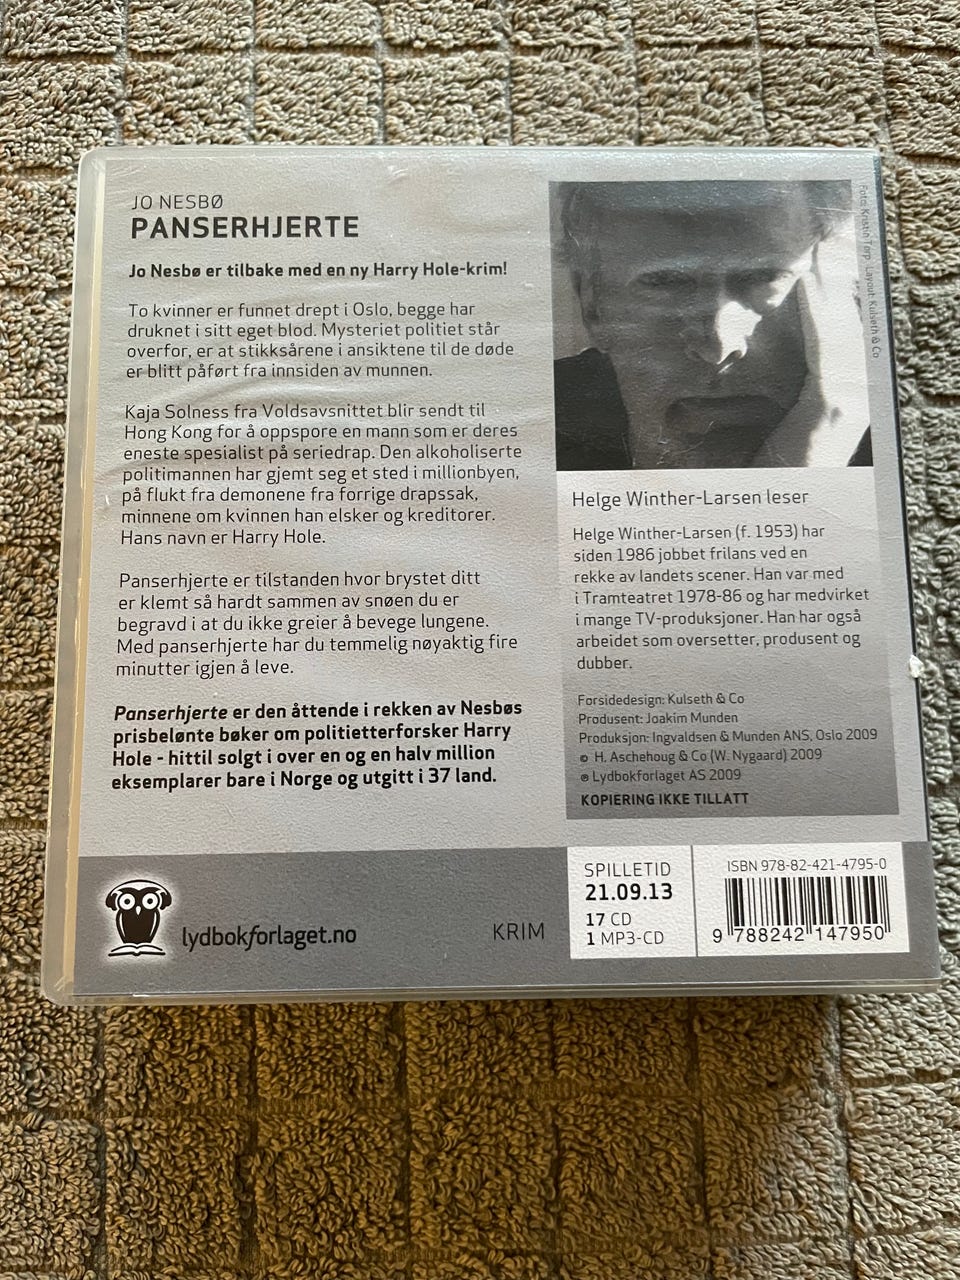 JO NESBØ
PANSERHJERTE
Jo Nesbø er tilbake med en ny Harry Hole-krim!
To kvinner er funnet drept i Oslo, begge har
druknet i sitt eget blod. Mysteriet politiet står
overfor, er at stikksårene i ansiktene til de døde
er blitt påført fra innsiden av munnen.
Kaja Solness fra Voldsavsnittet blir sendt til
Hong Kong for å oppspore en mann som er deres
eneste spesialist på seriedrap. Den alkoholiserte
politimannen har gjemt seg et sted i millionbyen,
på flukt fra demonene fra forrige drapssak,
minnene om kvinnen han elsker og kreditorer.
Hans navn er Harry Hole.
Panserhjerte er tilstanden hvor brystet ditt
er klemt så hardt sammen av snøen du er
begravd i at du ikke greier å bevege lungene.
Med panserhjerte har du temmelig nøyaktig fire
minutter igjen å leve.
Panserhjerte er den åttende i rekken av Nesbøs
prisbelønte bøker om politietterforsker Harry
Hole - hittil solgt i over en og en halv million
eksemplarer bare i Norge og utgitt i 37 land.
Foto: Kristin Torp. Layout: Kulseth & Co
Helge Winther-Larsen leser
Helge Winther-Larsen (f. 1953) har
siden 1986 jobbet frilans ved en
rekke av landets scener. Han var med
i Tramteatret 1978-86 og har medvirket
i mange TV-produksjoner. Han har også
arbeidet som oversetter, produsent og
dubber.
Forsidedesign: Kulseth & Co
Produsent: Joakim Munden
Produksjon: Ingvaldsen & Munden ANS, Oslo 2009
© H. Aschehoug & Co (W. Nygaard) 2009
℗ Lydbokforlaget AS 2009
KOPIERING IKKE TILLATT
lydbokforlaget.no
KRIM
SPILLETID
21.09.13
17 CD
1 MP3-CD
ISBN 978-82-421-4795-0
9 788242 147950